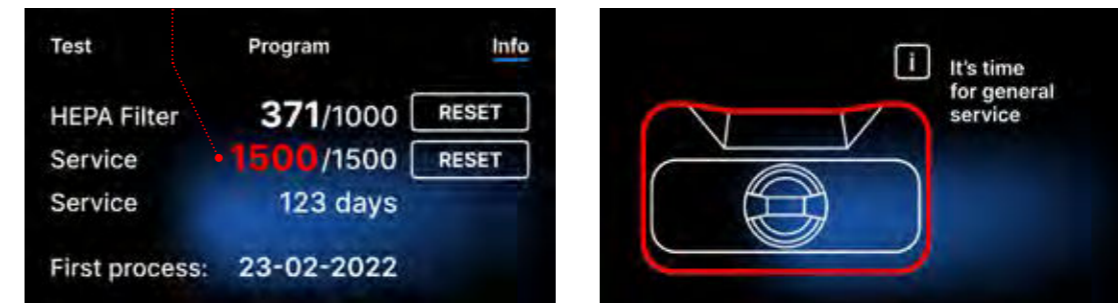 Test Program Info
HEPA Filter 371/1000 RESET
Service 1500/1500 RESET
Service 123 days
First process: 23-02-2022
i
It's time
for general
service